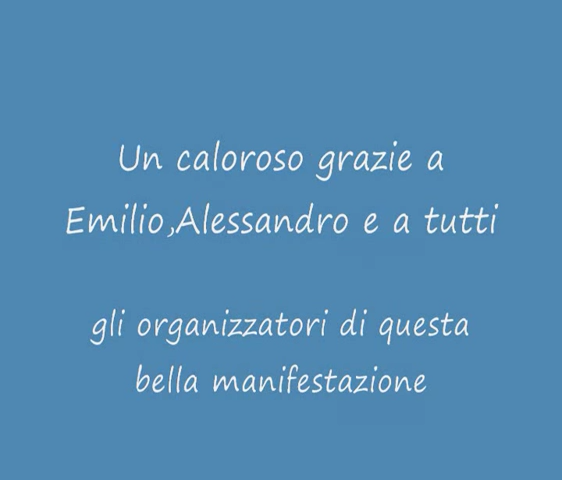 Un caloroso grazie a
Emilio,Alessandro e a tutti
gli organizzatori di questa
bella manifestazione